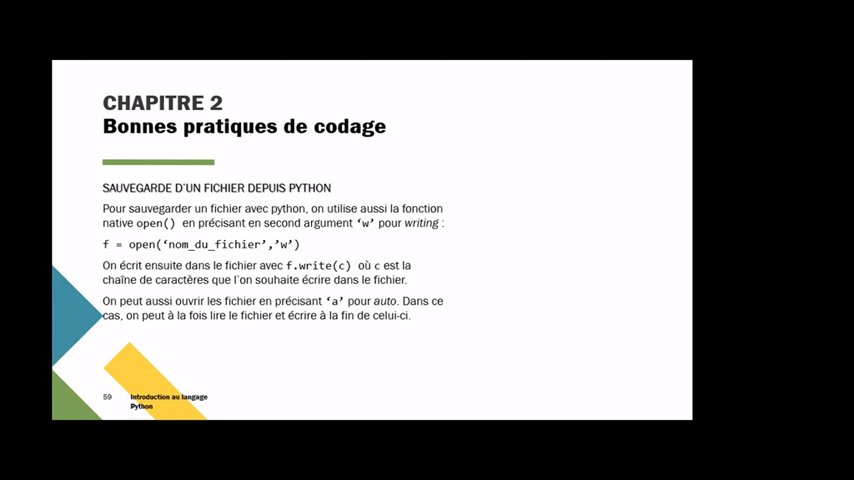 CHAPITRE 2
Bonnes pratiques de codage
SAUVEGARDE D'UN FICHIER DEPUIS PYTHON
Pour sauvegarder un fichier avec python, on utilise aussi la fonction
native open() en précisant en second argument ‘w’ pour writing :
f = open(‘nom_du_fichier’,’w’)
On écrit ensuite dans le fichier avec f.write(c) où c est la
chaîne de caractères que l'on souhaite écrire dans le fichier.
On peut aussi ouvrir les fichier en précisant ‘a’ pour auto. Dans ce
cas, on peut à la fois lire le fichier et écrire à la fin de celui-ci.
59
Introduction au langage
Python